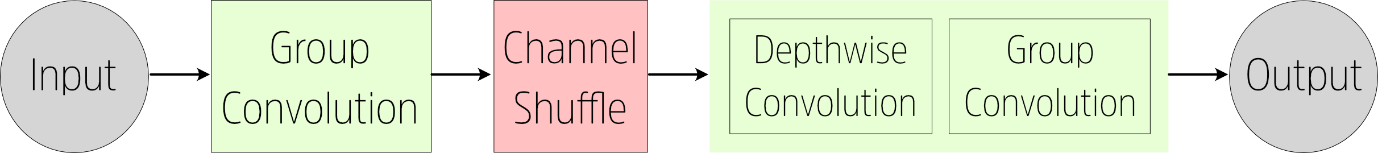 Input
Group
Convolution
Channel
Shuffle
Depthwise
Convolution
Group
Convolution
Output